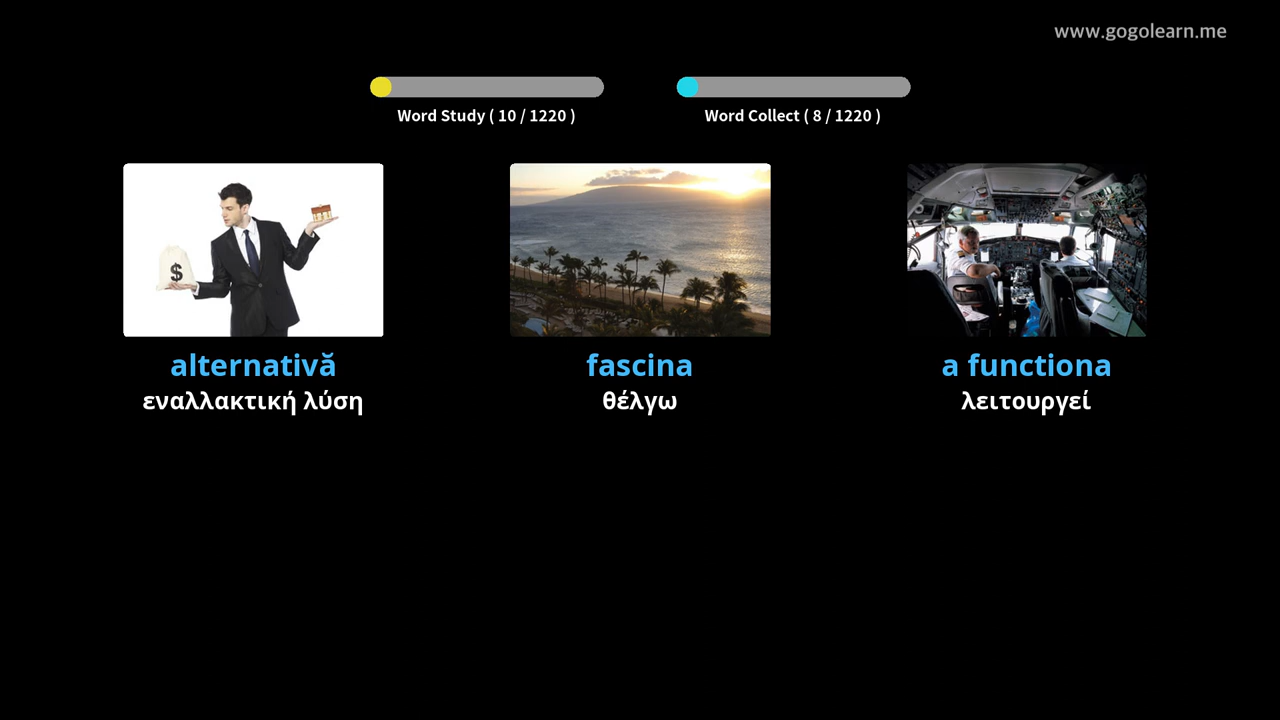 www.gogolearn.me
Word Study ( 10 / 1220 )
Word Collect ( 8 / 1220 )
$
alternativă
fascina
a functiona
εναλλακτική λύση
θέλγω
λειτουργεί